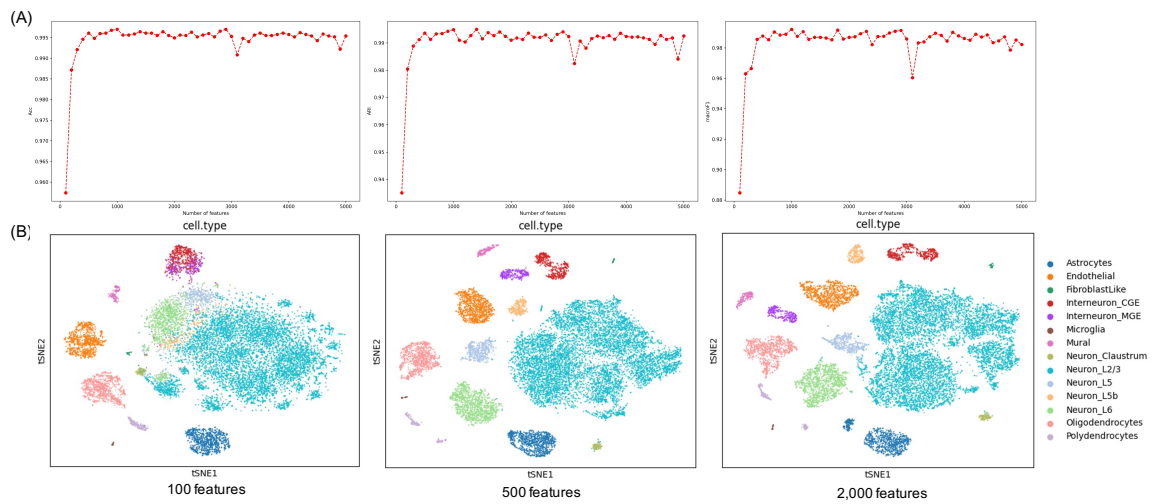 (A)
0.995
0.990
0.985
0.980
0.975
0.970
0.965
0.960
Acc
0
1000
2000
3000
4000
5000
Number of features
0.99
0.98
0.97
0.96
0.95
0.94
ARI
0
1000
2000
3000
4000
5000
Number of features
0.98
0.96
0.94
0.92
0.90
0.88
macroF1
0
1000
2000
3000
4000
5000
Number of features
(B)
cell.type
tSNE2
tSNE1
100 features
cell.type
tSNE2
tSNE1
500 features
cell.type
tSNE2
tSNE1
2,000 features
Astrocytes
Endothelial
FibroblastLike
Interneuron_CGE
Interneuron_MGE
Microglia
Mural
Neuron_Claustrum
Neuron_L2/3
Neuron_L5
Neuron_L5b
Neuron_L6
Oligodendrocytes
Polydendrocytes